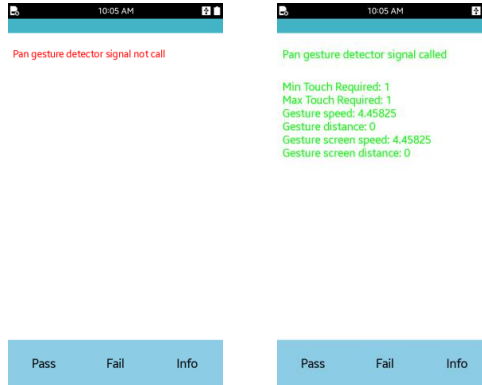 10:05 AM
Pan gesture detector signal not call
Pass Fail Info
10:05 AM
Pan gesture detector signal called
Min Touch Required: 1
Max Touch Required: 1
Gesture speed: 4.45825
Gesture distance: 0
Gesture screen speed: 4.45825
Gesture screen distance: 0
Pass Fail Info